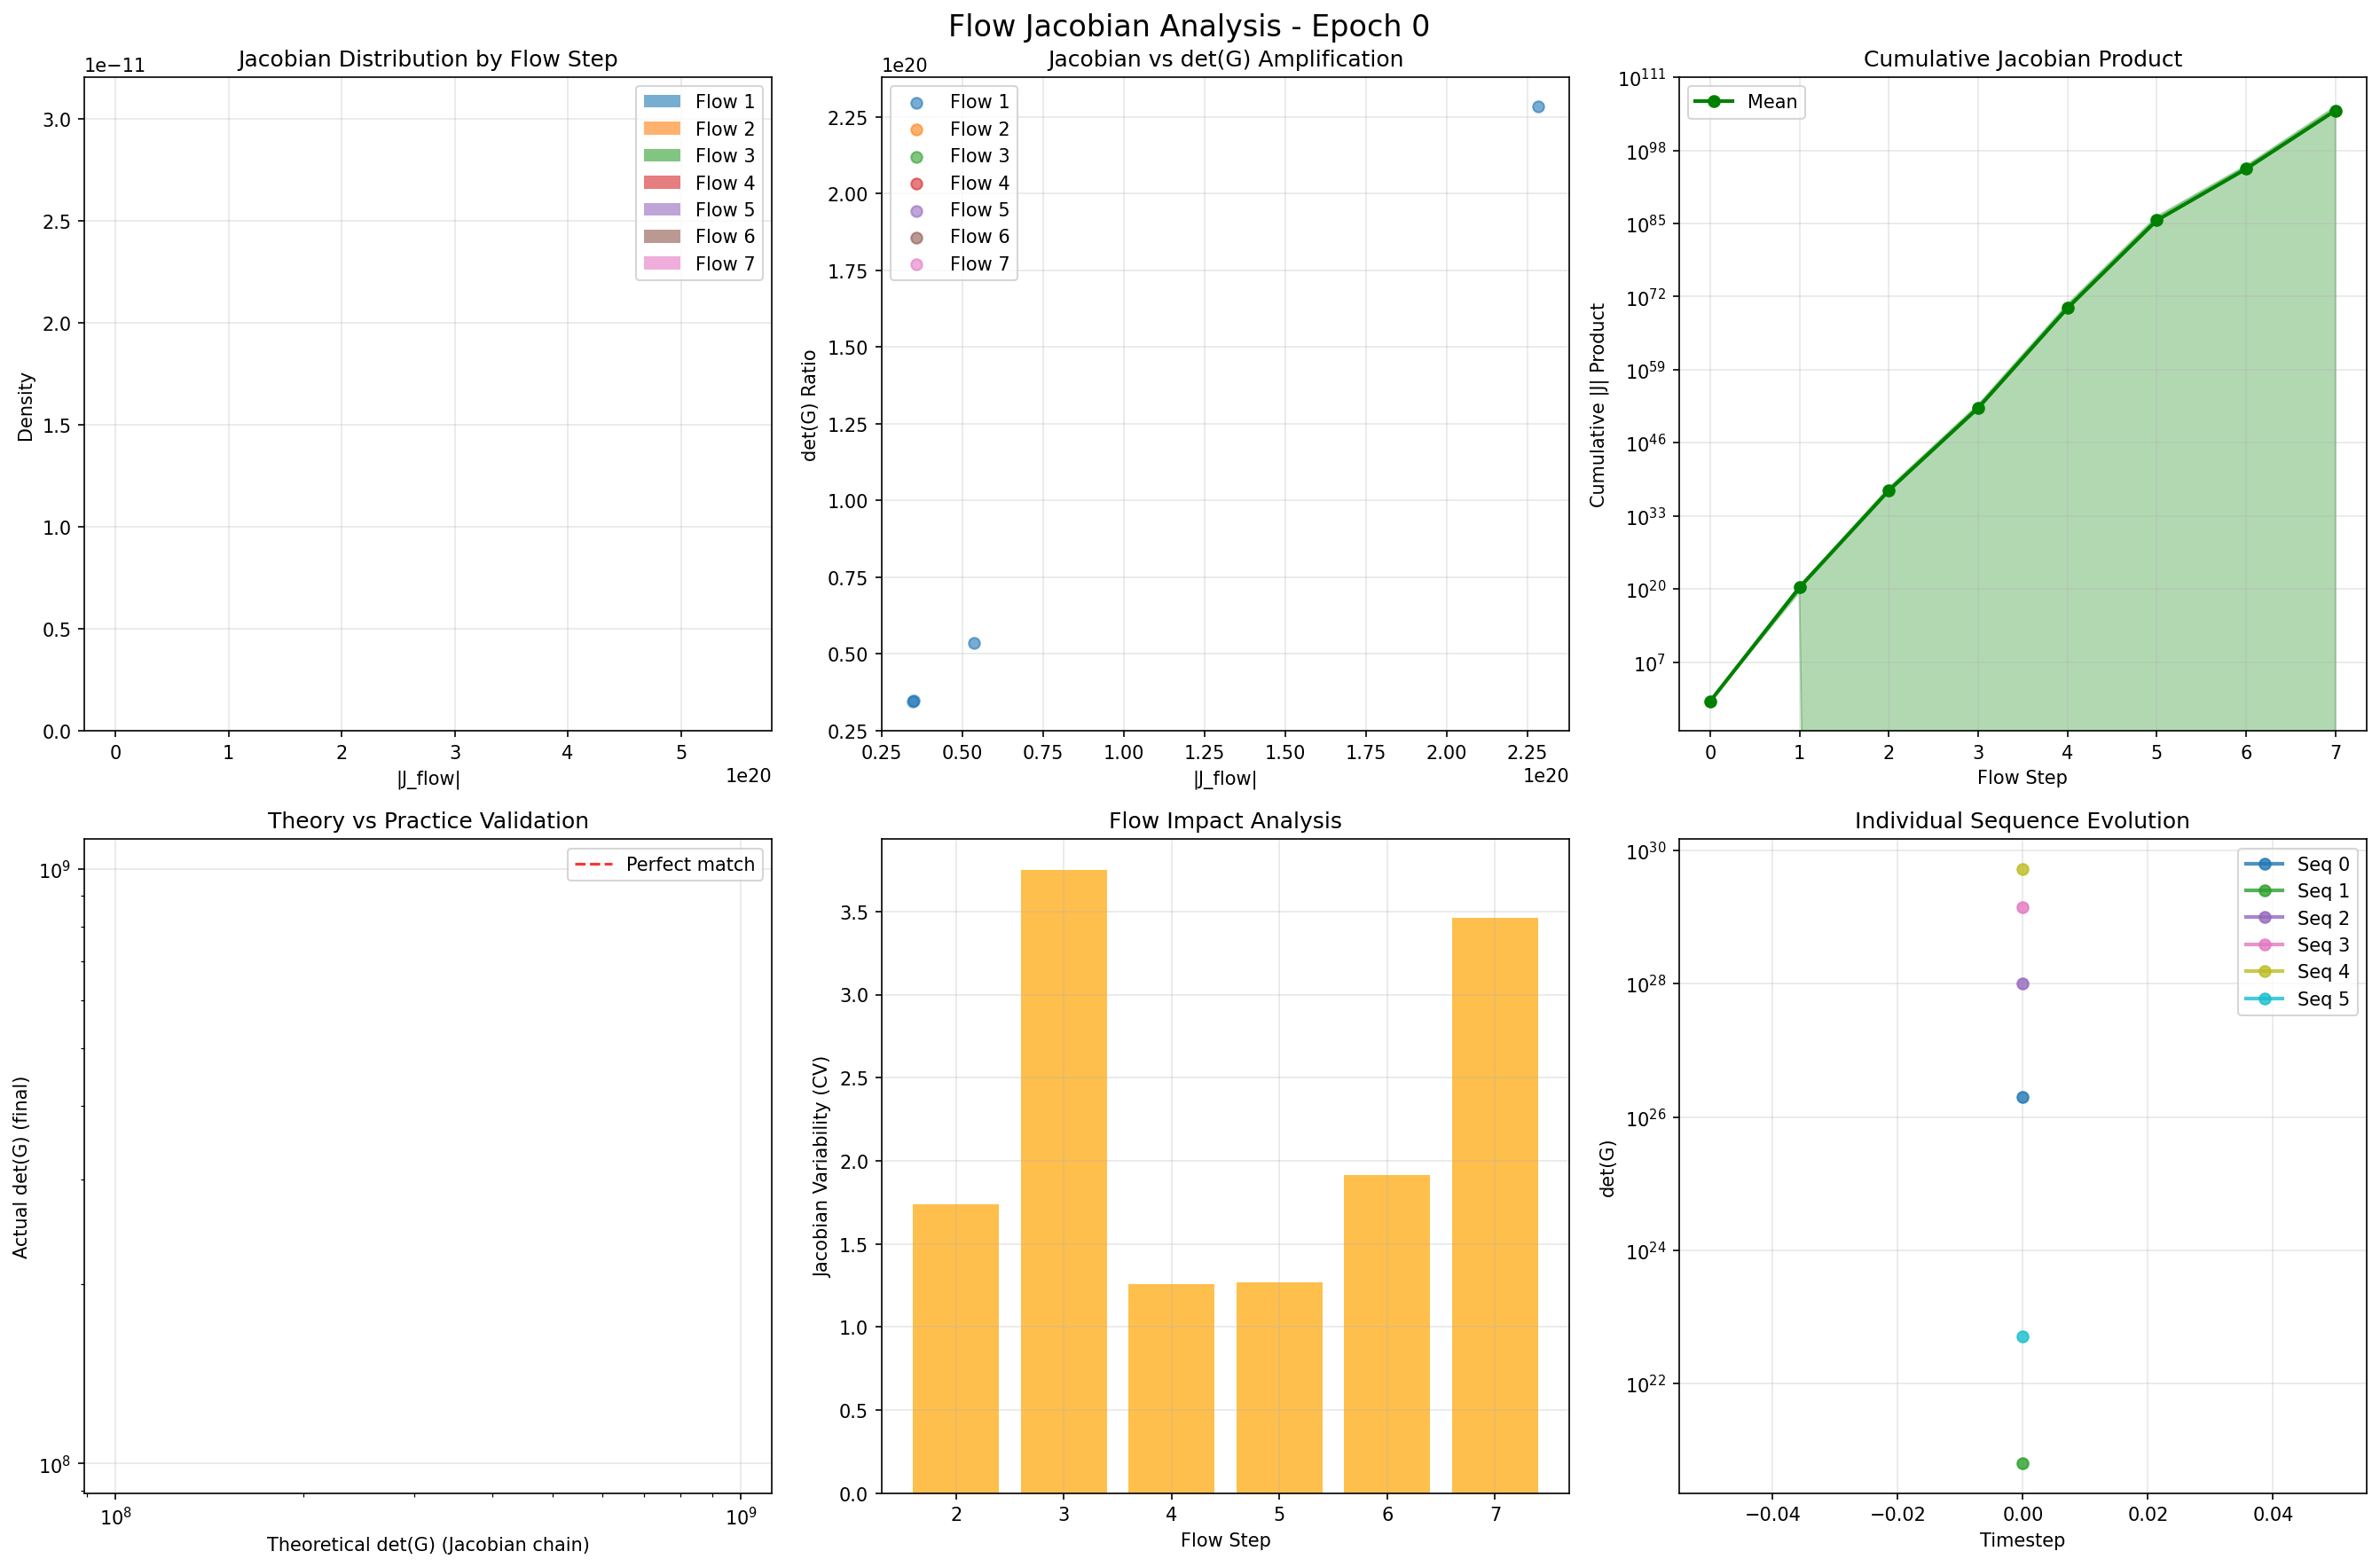 Flow Jacobian Analysis - Epoch 0
Jacobian Distribution by Flow Step
1e−11
3.0
2.5
2.0
1.5
1.0
0.5
0.0
Density
0 1 2 3 4 5
1e20
|J_flow|
Flow 1
Flow 2
Flow 3
Flow 4
Flow 5
Flow 6
Flow 7
Jacobian vs det(G) Amplification
1e20
2.25
2.00
1.75
1.50
1.25
1.00
0.75
0.50
0.25
det(G) Ratio
0.25 0.50 0.75 1.00 1.25 1.50 1.75 2.00 2.25
1e20
|J_flow|
Flow 1
Flow 2
Flow 3
Flow 4
Flow 5
Flow 6
Flow 7
Cumulative Jacobian Product
10^111
10^98
10^85
10^72
10^59
10^46
10^33
10^20
10^7
Cumulative |J| Product
0 1 2 3 4 5 6 7
Flow Step
Mean
Theory vs Practice Validation
10^9
10^8
Actual det(G) (final)
10^8 10^9
Theoretical det(G) (Jacobian chain)
Perfect match
Flow Impact Analysis
3.5
3.0
2.5
2.0
1.5
1.0
0.5
0.0
Jacobian Variability (CV)
2 3 4 5 6 7
Flow Step
Individual Sequence Evolution
10^30
10^28
10^26
10^24
10^22
det(G)
−0.04 −0.02 0.00 0.02 0.04
Timestep
Seq 0
Seq 1
Seq 2
Seq 3
Seq 4
Seq 5